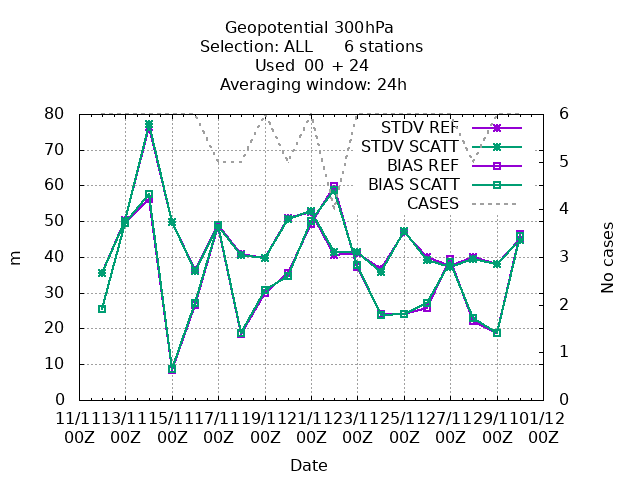 Geopotential 300hPa
Selection: ALL 6 stations
Used 00 + 24
Averaging window: 24h
80 6
STDV REF
70
STDV SCATT
5
BIAS REF
60
BIAS SCATT
CASES
4
50
m
40
3
No cases
30
2
20
1
10
0 0
11/11 13/11 15/11 17/11 19/11 21/11 23/11 25/11 27/11 29/11 01/12
00Z 00Z 00Z 00Z 00Z 00Z 00Z 00Z 00Z 00Z 00Z
Date